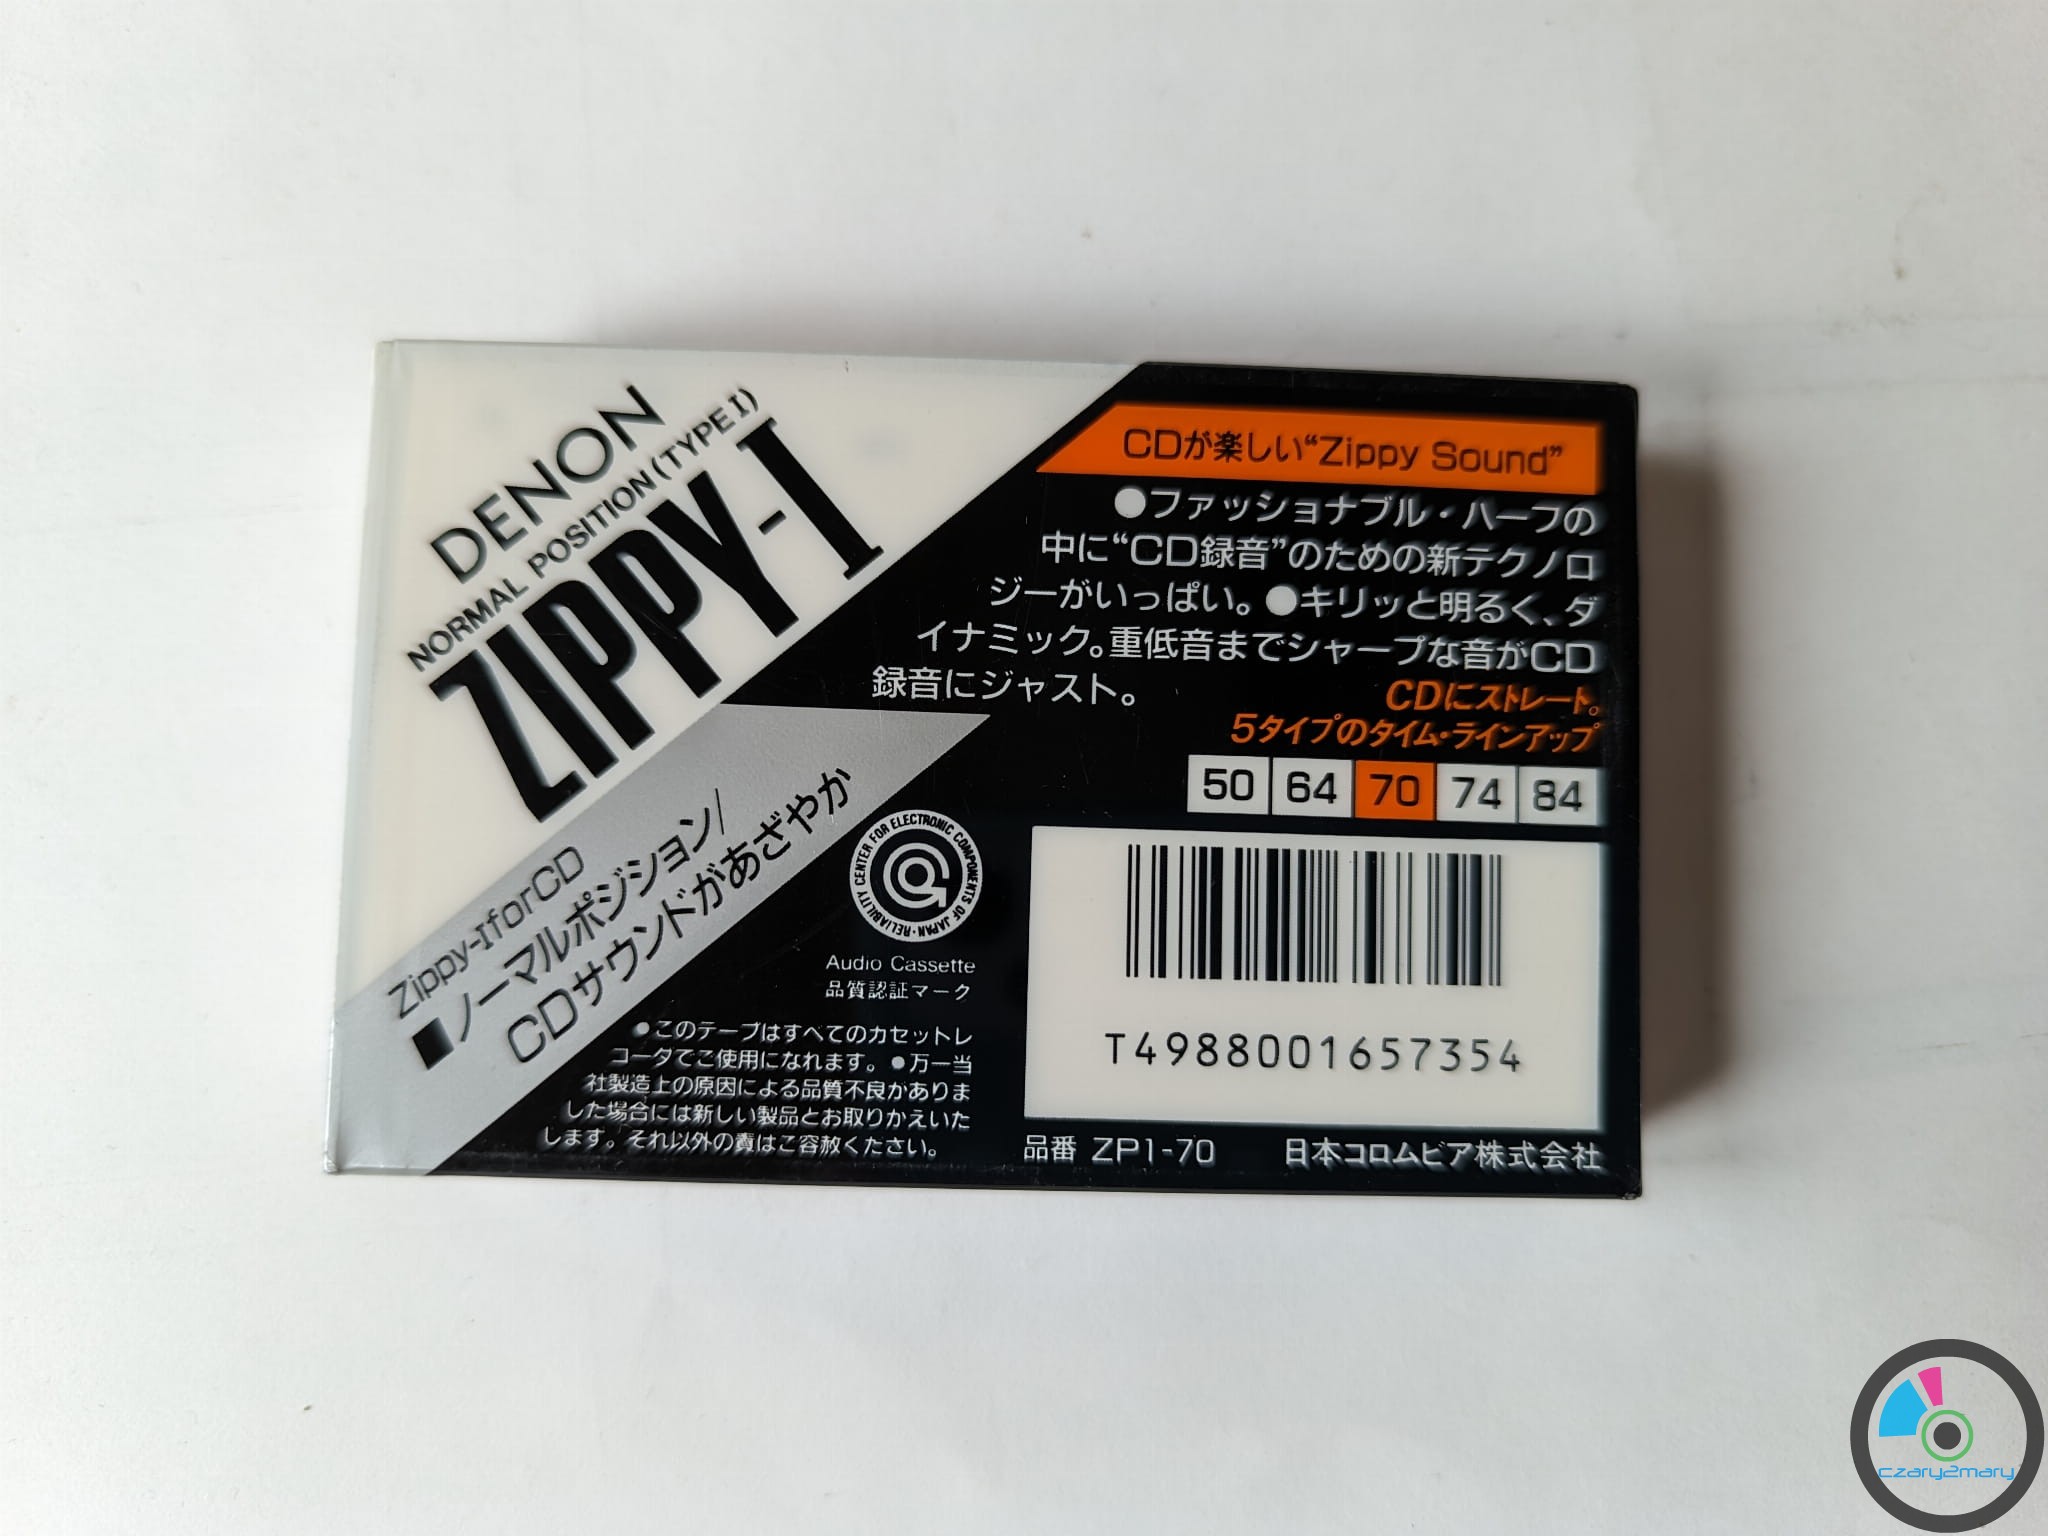 DENON
NORMAL POSITION (TYPE I)
ZIPPY-I
Zippy-IforCD
■ノーマルポジション/
CDサウンドがあざやか
CDが楽しい“Zippy Sound”
●ファッショナブル・ハーフの
中に“CD録音”のための新テクノロ
ジーがいっぱい。●キリッと明るく、ダ
イナミック。重低音までシャープな音がCD
録音にジャスト。
CDにストレート。
5タイプのタイム・ラインアップ
50 64 70 74 84
RELIABILITY CENTER FOR ELECTRONIC COMPONENTS OF JAPAN
Audio Cassette
品質認証マーク
●このテープはすべてのカセットレ
コーダでご使用になれます。●万一当
社製造上の原因による品質不良がありま
した場合には新しい製品とお取りかえいた
します。それ以外の責はご容赦ください。
T4988001657354
品番 ZP1-70 日本コロムビア株式会社
czary2mary